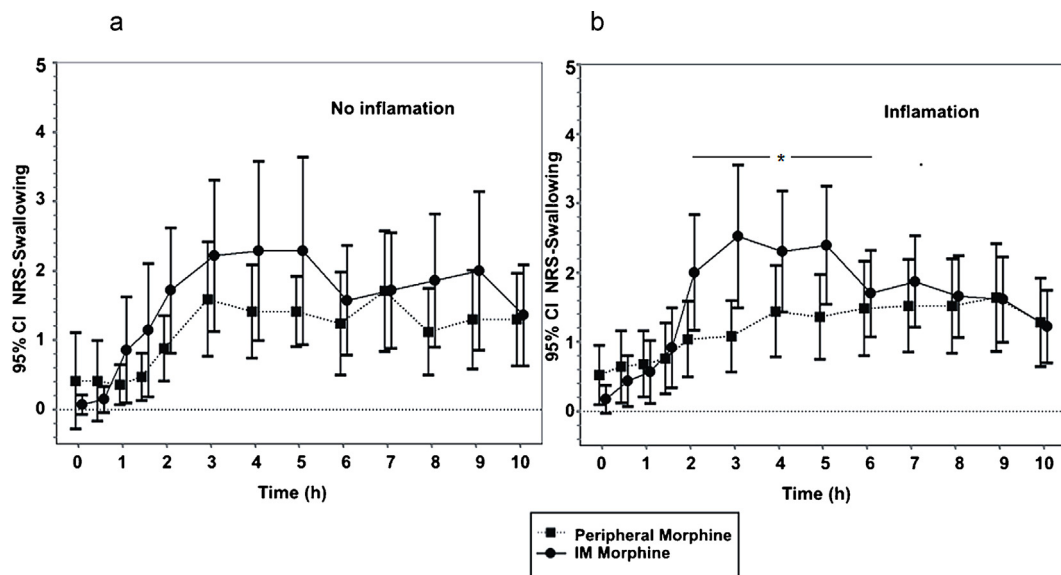 a
No inflamation
95% CI NRS-Swallowing
5
4
3
2
1
0
0 1 2 3 4 5 6 7 8 9 10
Time (h)
b
Inflamation
*
95% CI NRS-Swallowing
5
4
3
2
1
0
0 1 2 3 4 5 6 7 8 9 10
Time (h)
Peripheral Morphine
IM Morphine